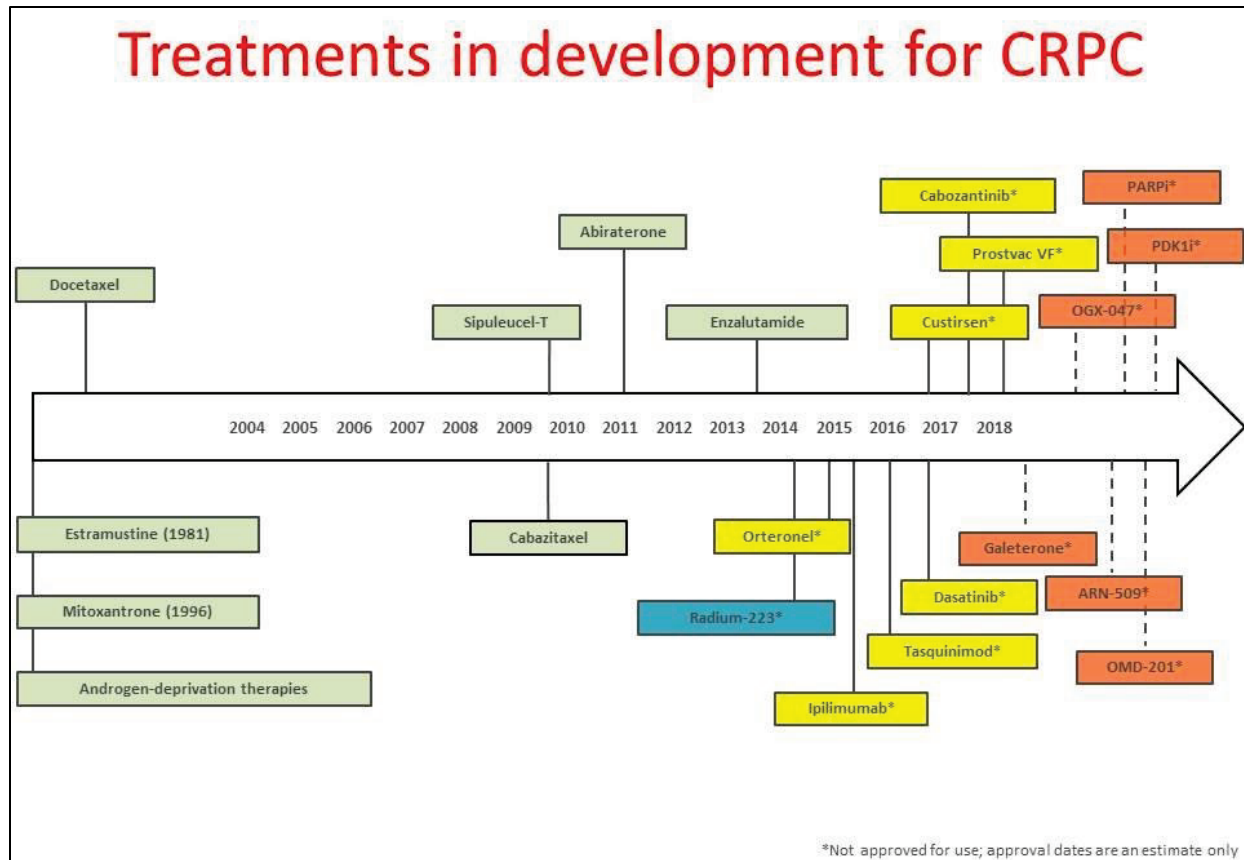 Treatments in development for CRPC
Cabozantinib*
PARPi*
Abiraterone
Prostvac VF*
PDK1i*
Docetaxel
Sipuleucel-T
Enzalutamide
Custirsen*
OGX-047*
2004 2005 2006 2007 2008 2009 2010 2011 2012 2013 2014 2015 2016 2017 2018
Estramustine (1981)
Cabazitaxel
Orteronel*
Galeterone*
Mitoxantrone (1996)
Radium-223*
Dasatinib*
ARN-509*
Tasquinimod*
OMD-201*
Androgen-deprivation therapies
Ipilimumab*
*Not approved for use; approval dates are an estimate only